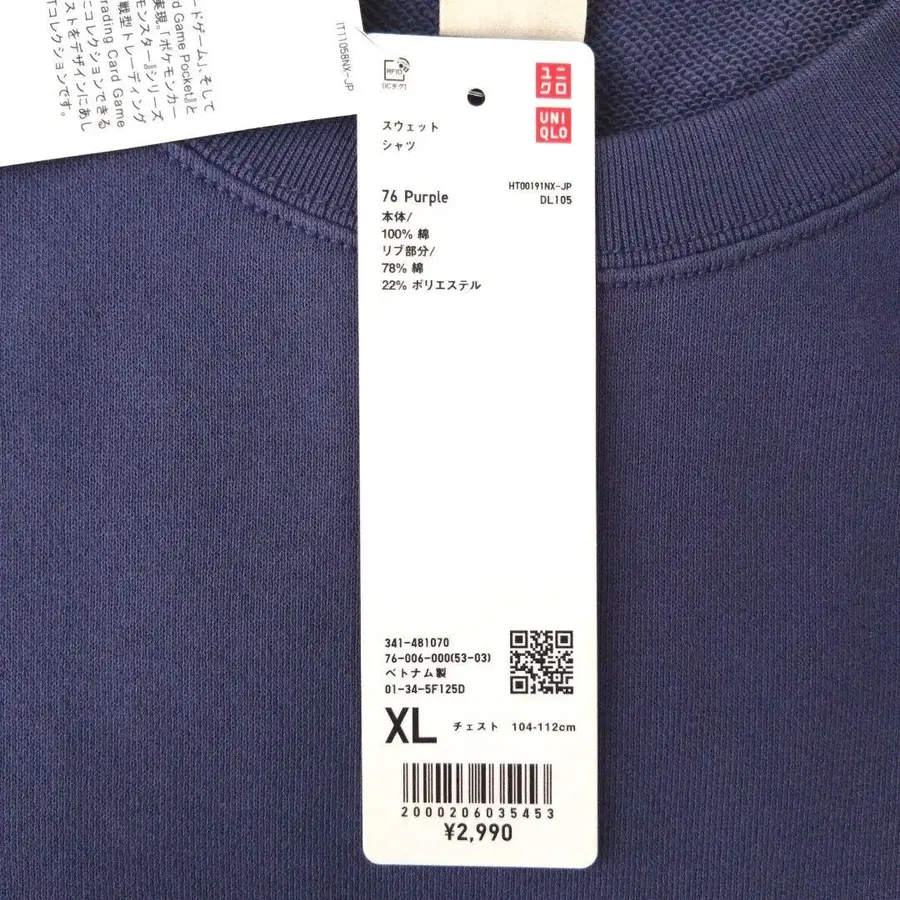 ードゲーム」、そして
rd Game Pocket』と
実現。「ポケモンカー
モンスター』シリーズ
戦型トレーディング
rading Card Game
にコレクションできる
ストをデザインにあし
Tコレクションです。
IT11058NX-JP
RFID
(ICタグ)
ユニ
クロ
UNI
QLO
スウェット
シャツ
76 Purple
HT00191NX-JP
DL105
本体/
100% 綿
リブ部分/
78% 綿
22% ポリエステル
341-481070
76-006-000(53-03)
ベトナム製
01-34-5F125D
XL チェスト 104-112cm
2000206035453
¥2,990